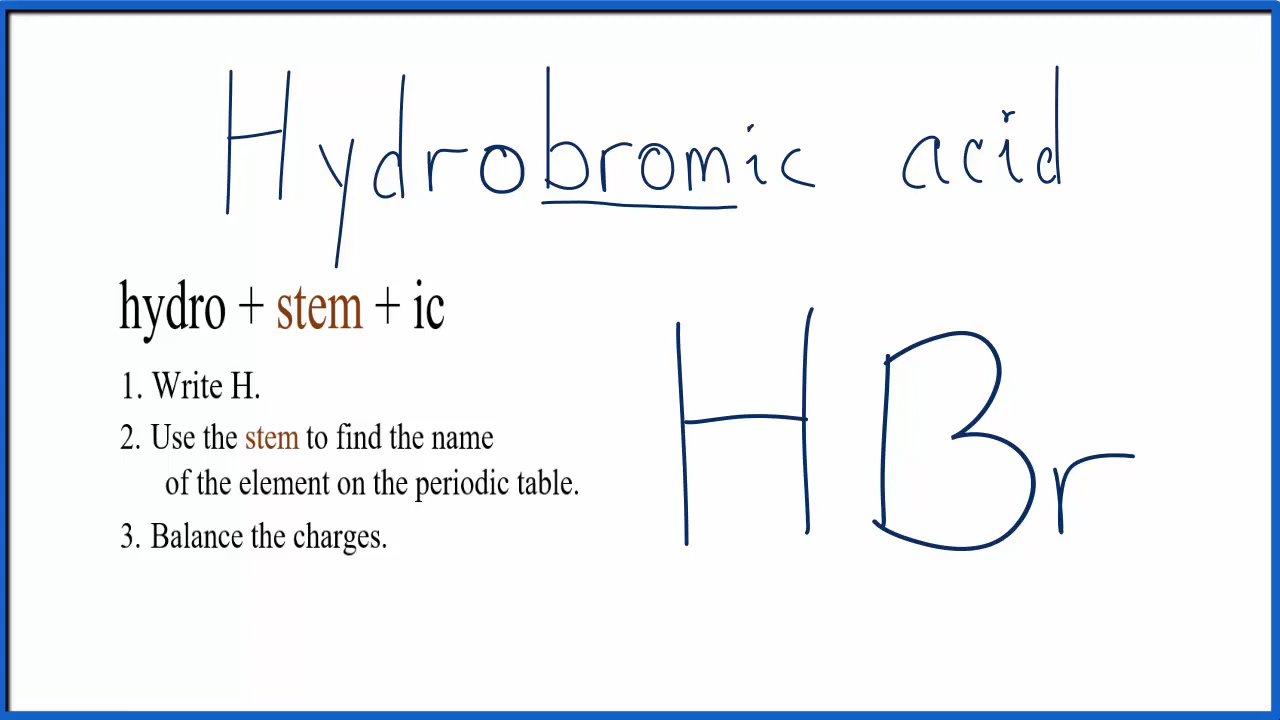 Hydrobromic acid
hydro + stem + ic
1. Write H.
2. Use the stem to find the name
of the element on the periodic table.
3. Balance the charges.
HBr